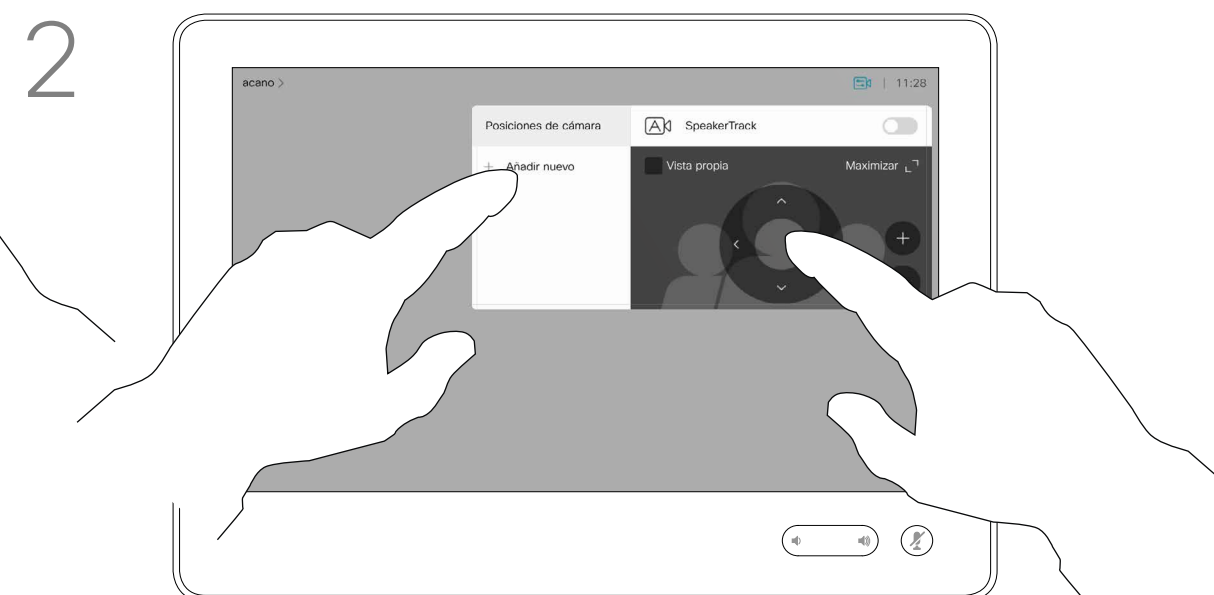 2
acano >
11:28
Posiciones de cámara
SpeakerTrack
+ Añadir nuevo
Vista propia
Maximizar